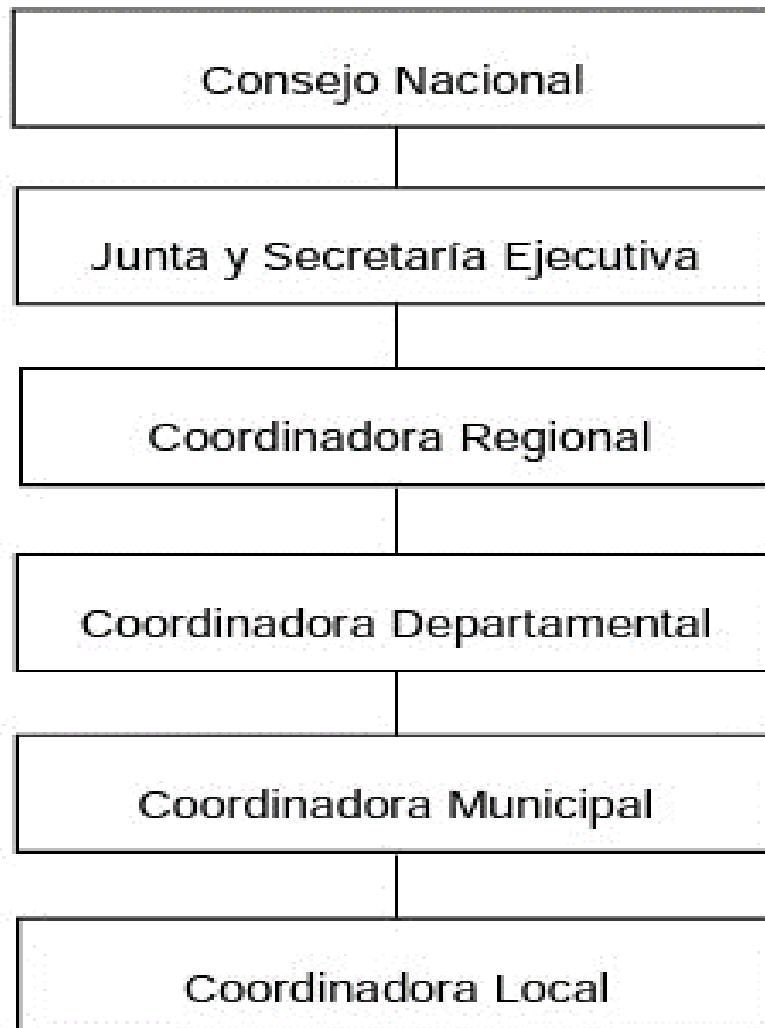 Consejo Nacional
Junta y Secretaría Ejecutiva
Coordinadora Regional
Coordinadora Departamental
Coordinadora Municipal
Coordinadora Local